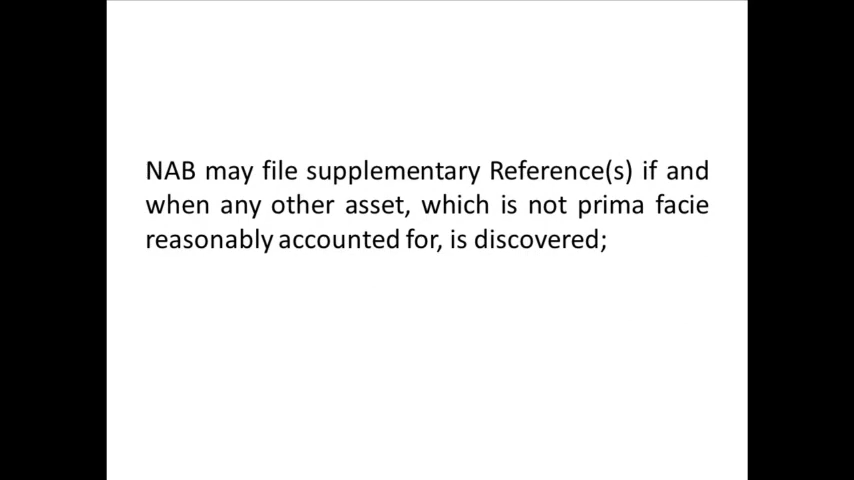 NAB may file supplementary Reference(s) if and
when any other asset, which is not prima facie
reasonably accounted for, is discovered;